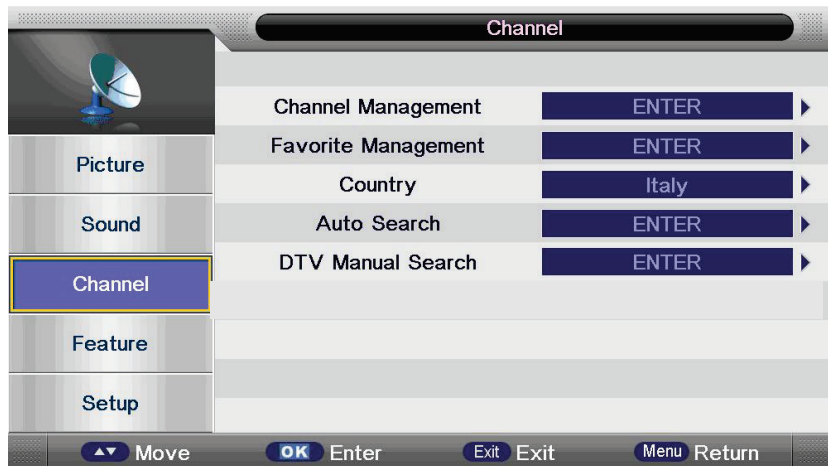 Channel
Channel Management ENTER
Favorite Management ENTER
Country Italy
Auto Search ENTER
DTV Manual Search ENTER
Picture
Sound
Channel
Feature
Setup
Move OK Enter Exit Exit Menu Return